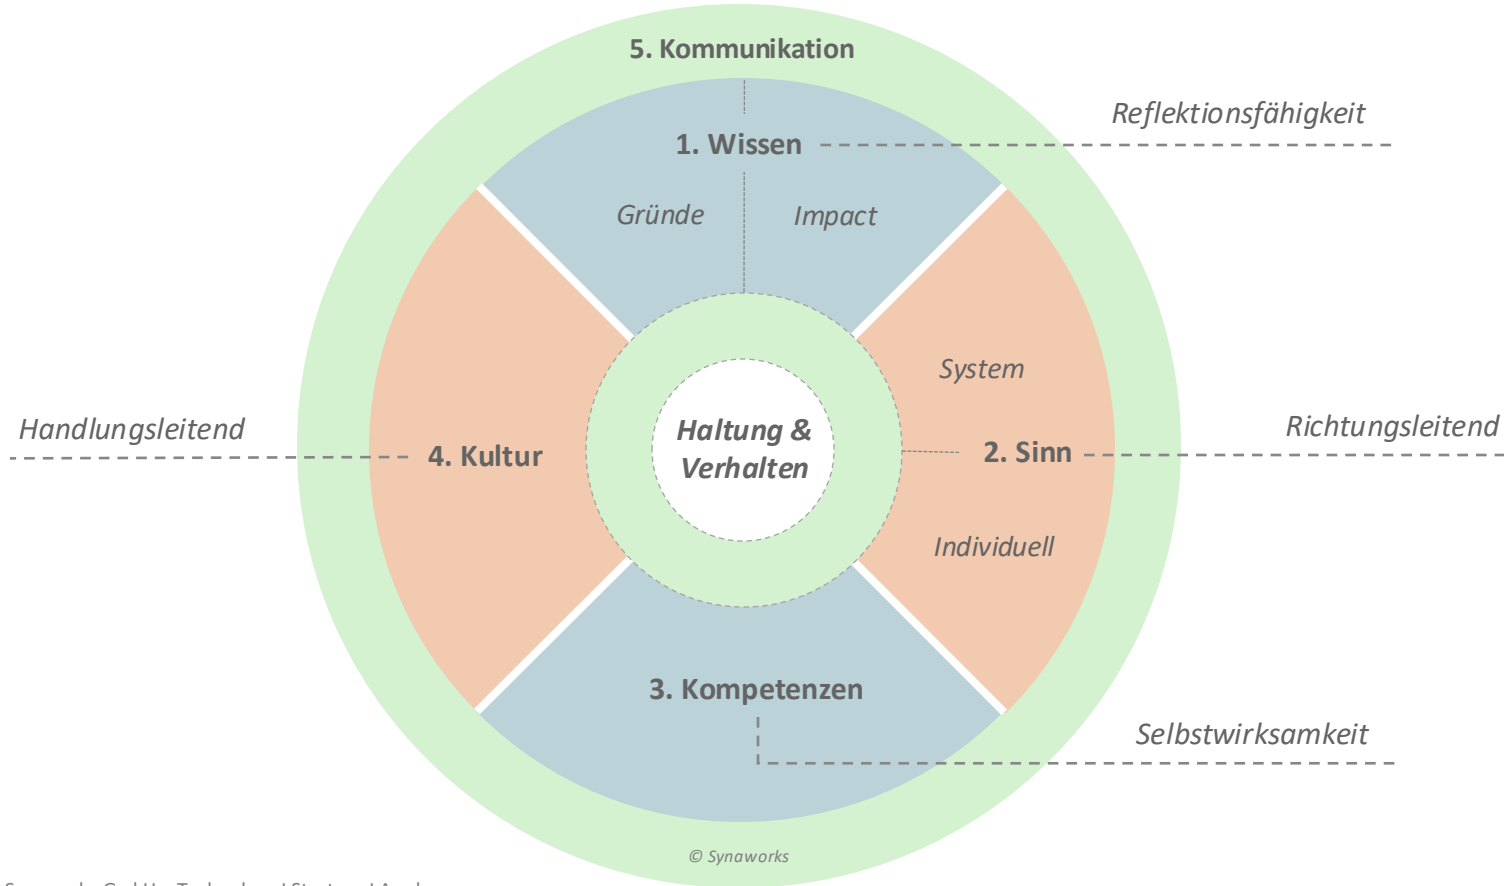 5. Kommunikation
Reflektionsfähigkeit
1. Wissen
Gründe
Impact
System
Handlungsleitend
Haltung &
Verhalten
4. Kultur
2. Sinn
Richtungsleitend
Individuell
3. Kompetenzen
Selbstwirksamkeit
© Synaworks